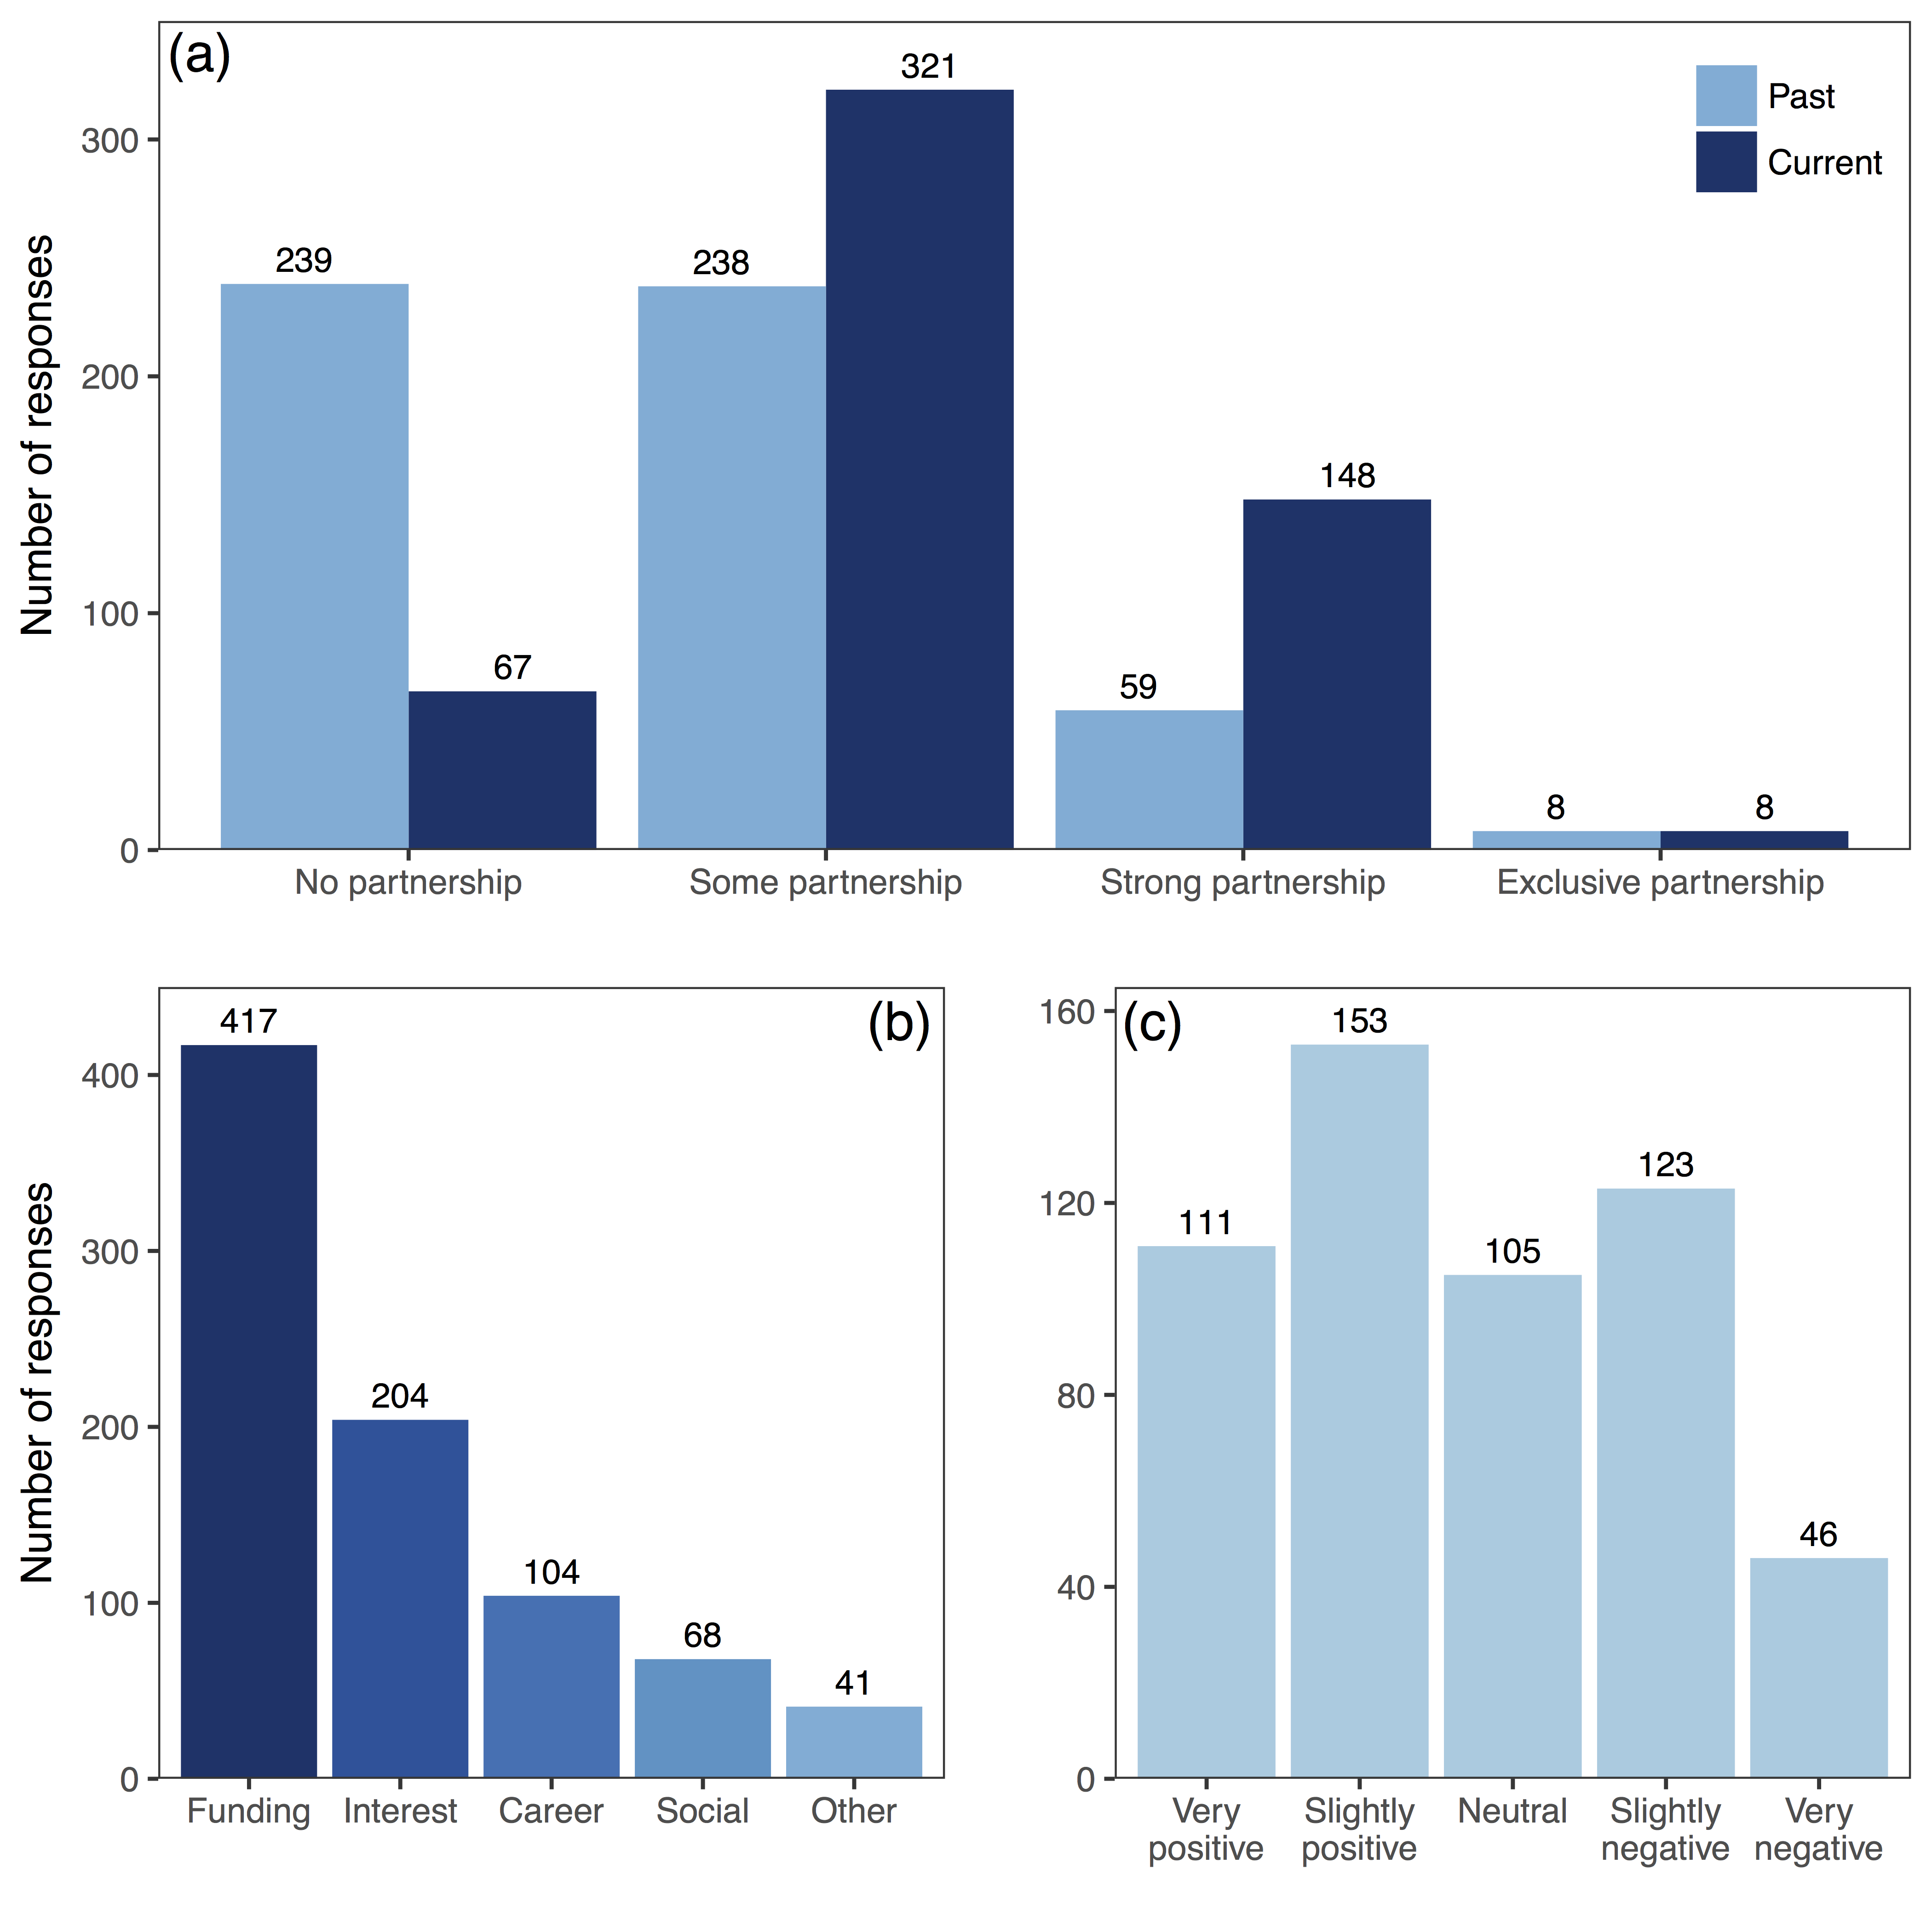 (a)
Past
Current
Number of responses
300
200
100
0
239
67
238
321
59
148
8
8
No partnership
Some partnership
Strong partnership
Exclusive partnership
(b)
Number of responses
400
300
200
100
0
417
204
104
68
41
Funding
Interest
Career
Social
Other
(c)
160
120
80
40
0
111
153
105
123
46
Very
positive
Slightly
positive
Neutral
Slightly
negative
Very
negative